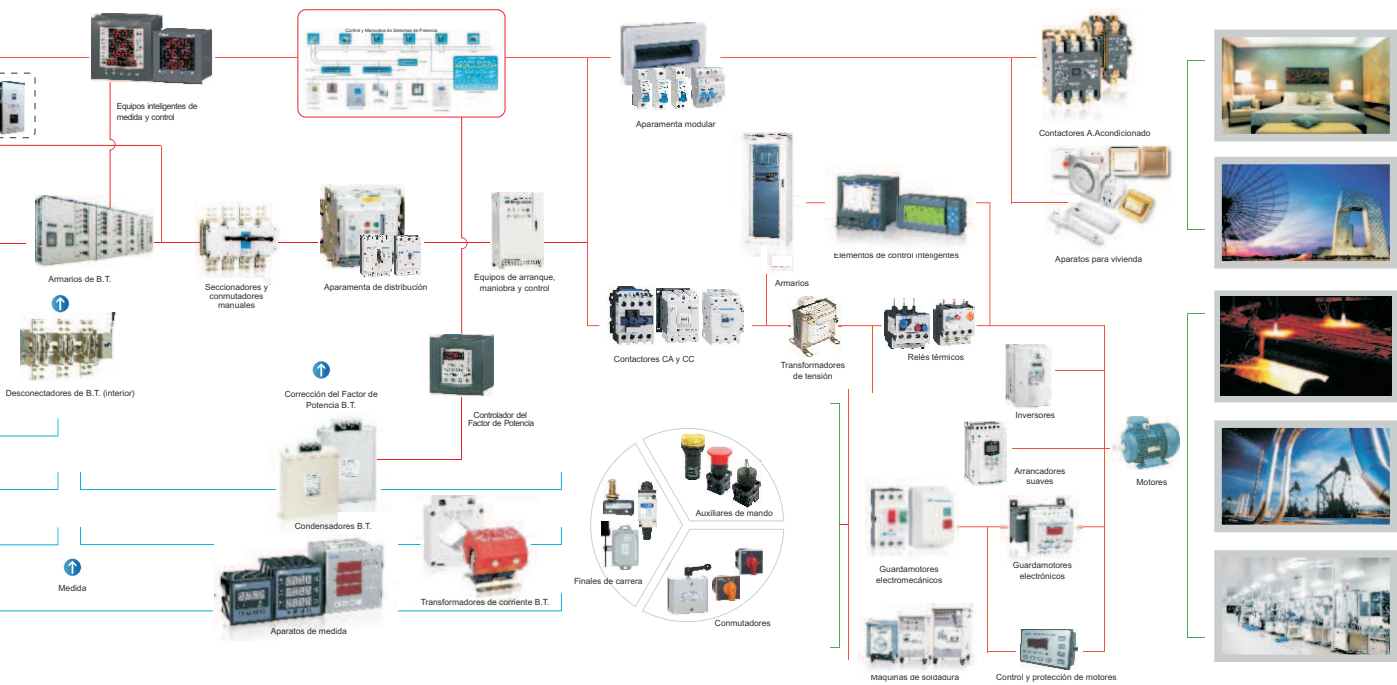 Control y Maniobra de Sistemas de Potencia
Equipos inteligentes de
medida y control
Aparamenta modular
Contactores A.Acondicionado
Armarios de B.T.
Seccionadores y
conmutadores
manuales
Aparamenta de distribución
Equipos de arranque,
maniobra y control
Armarios
Elementos de control inteligentes
Aparatos para vivienda
Desconectadores de B.T. (interior)
Corrección del Factor de
Potencia B.T.
Controlador del
Factor de Potencia
Contactores CA y CC
Transformadores
de tensión
Relés térmicos
Inversores
Arrancadores
suaves
Motores
Condensadores B.T.
Auxiliares de mando
Finales de carrera
Conmutadores
Guardamotores
electromecánicos
Guardamotores
electrónicos
Medida
Aparatos de medida
Transformadores de corriente B.T.
Máquinas de soldadura
Control y protección de motores